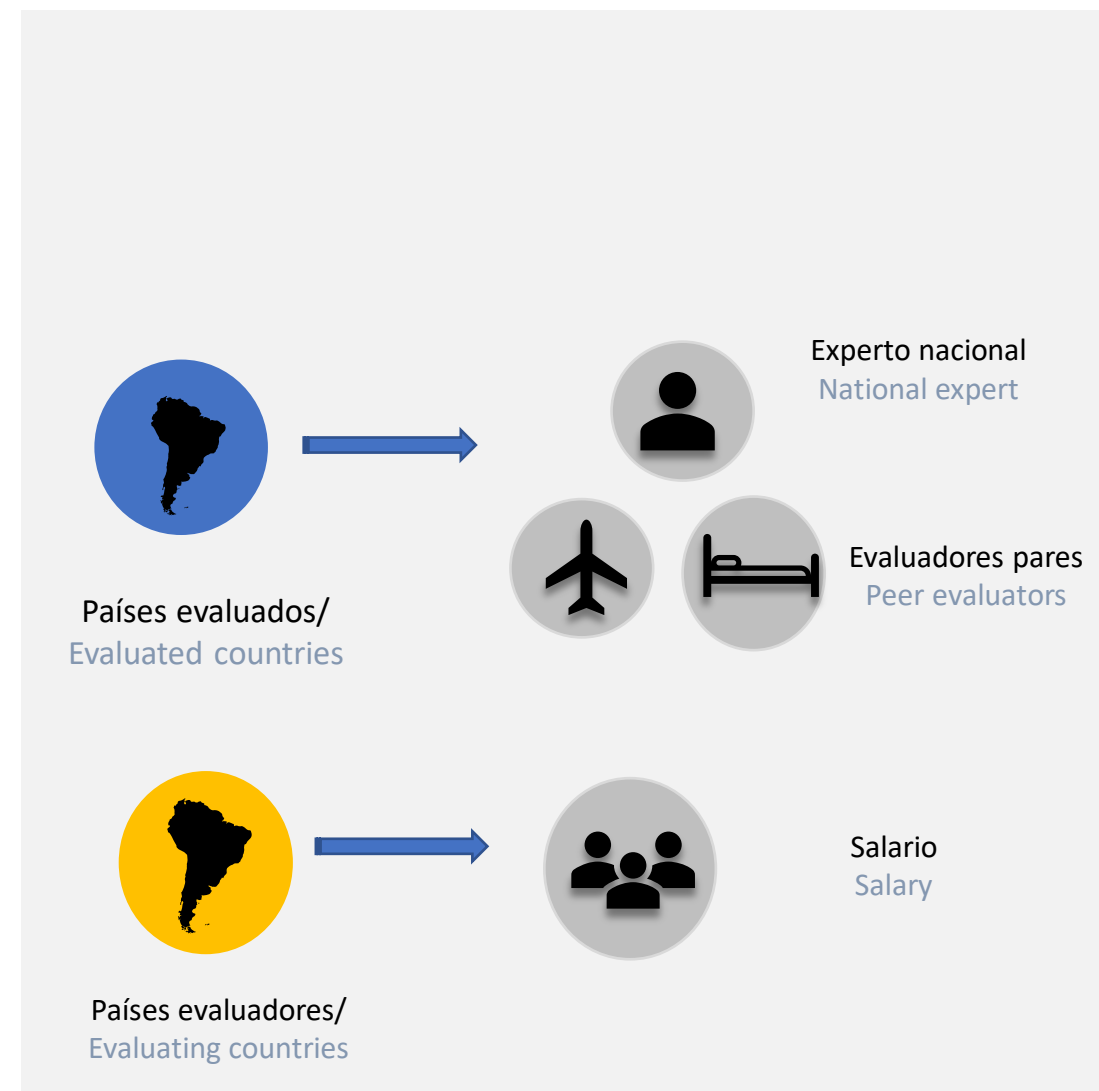 Experto nacional
National expert
Países evaluados/
Evaluated countries
Evaluadores pares
Peer evaluators
Países evaluadores/
Evaluating countries
Salario
Salary